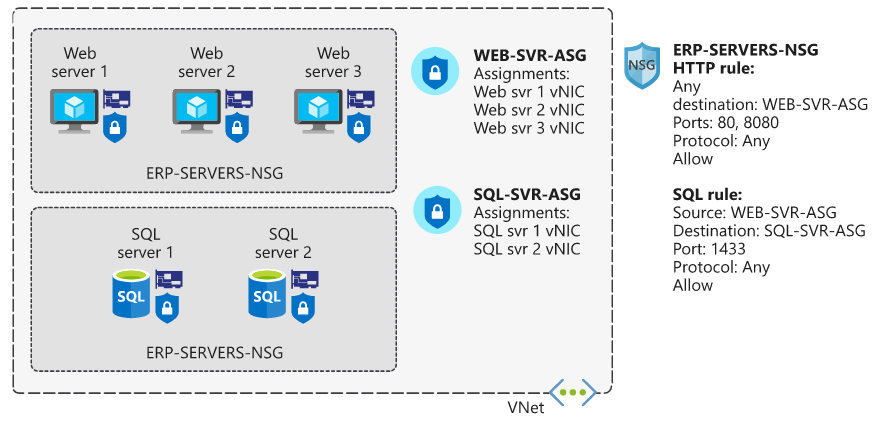 Web
server 1
Web
server 2
Web
server 3
ERP-SERVERS-NSG
WEB-SVR-ASG
Assignments:
Web svr 1 vNIC
Web svr 2 vNIC
Web svr 3 vNIC
SQL
server 1
SQL
server 2
SQL
SQL
ERP-SERVERS-NSG
SQL-SVR-ASG
Assignments:
SQL svr 1 vNIC
SQL svr 2 vNIC
VNet
NSG
ERP-SERVERS-NSG
HTTP rule:
Any
destination: WEB-SVR-ASG
Ports: 80, 8080
Protocol: Any
Allow
SQL rule:
Source: WEB-SVR-ASG
Destination: SQL-SVR-ASG
Port: 1433
Protocol: Any
Allow